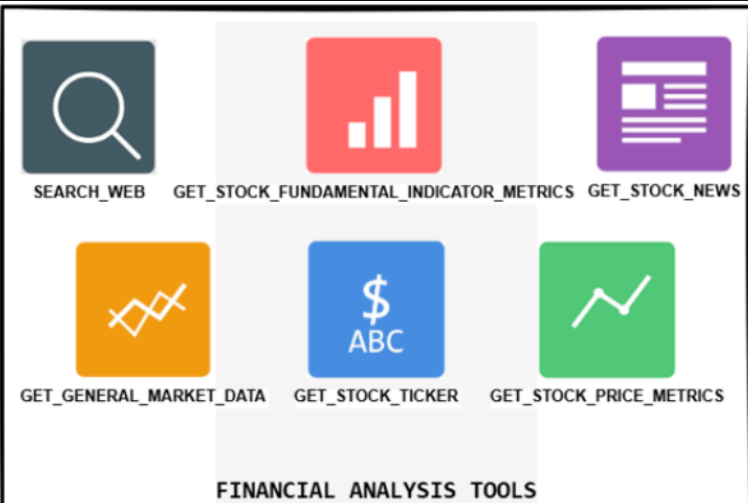 SEARCH_WEB
GET_STOCK_FUNDAMENTAL_INDICATOR_METRICS
GET_STOCK_NEWS
$
ABC
GET_GENERAL_MARKET_DATA
GET_STOCK_TICKER
GET_STOCK_PRICE_METRICS
FINANCIAL ANALYSIS TOOLS